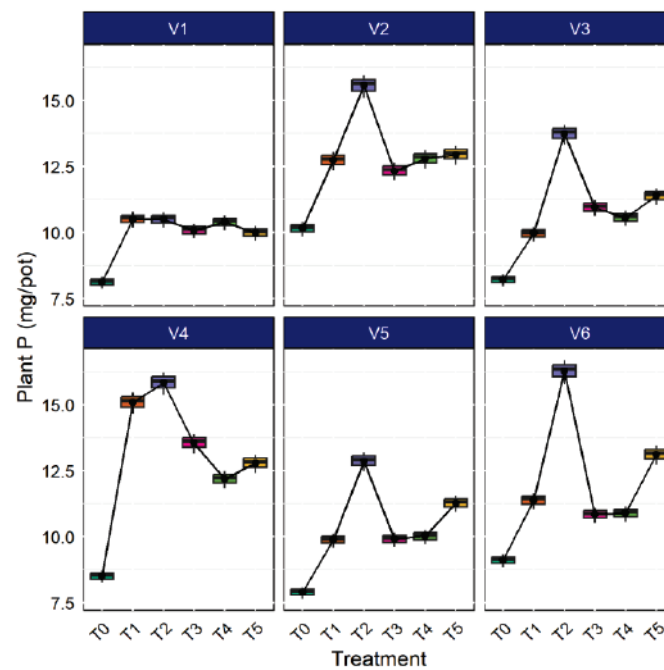 V1 V2 V3
15.0
12.5
10.0
7.5
Plant P (mg/pot)
V4 V5 V6
15.0
12.5
10.0
7.5
T0 T1 T2 T3 T4 T5 T0 T1 T2 T3 T4 T5 T0 T1 T2 T3 T4 T5
Treatment